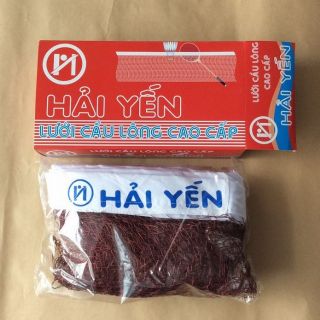 HẢI YẾN
LƯỚI CẦU LÔNG CAO CẤP
LƯỚI CẦU LÔNG
CAO CẤP
HẢI YẾN
HẢI YẾN